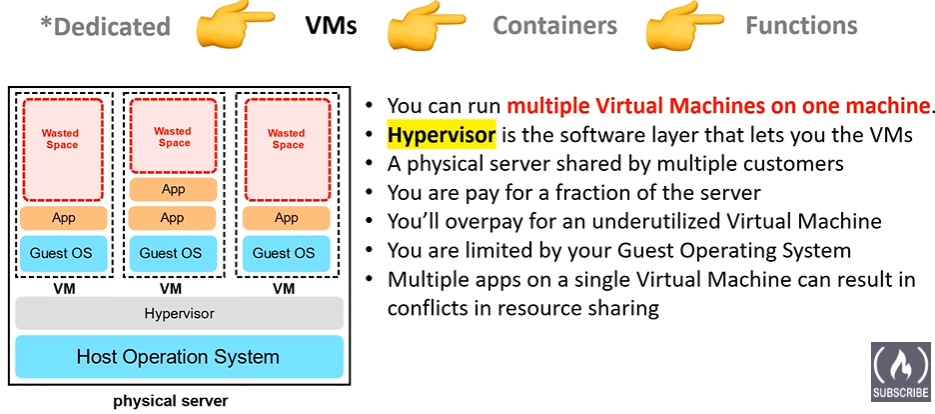 *Dedicated
VMs
Containers
Functions
Wasted
Space
Wasted
Space
Wasted
Space
App
App
App
App
Guest OS
Guest OS
Guest OS
VM
VM
VM
Hypervisor
Host Operation System
physical server
• You can run multiple Virtual Machines on one machine.
• Hypervisor is the software layer that lets you the VMs
• A physical server shared by multiple customers
• You are pay for a fraction of the server
• You’ll overpay for an underutilized Virtual Machine
• You are limited by your Guest Operating System
• Multiple apps on a single Virtual Machine can result in
conflicts in resource sharing
SUBSCRIBE